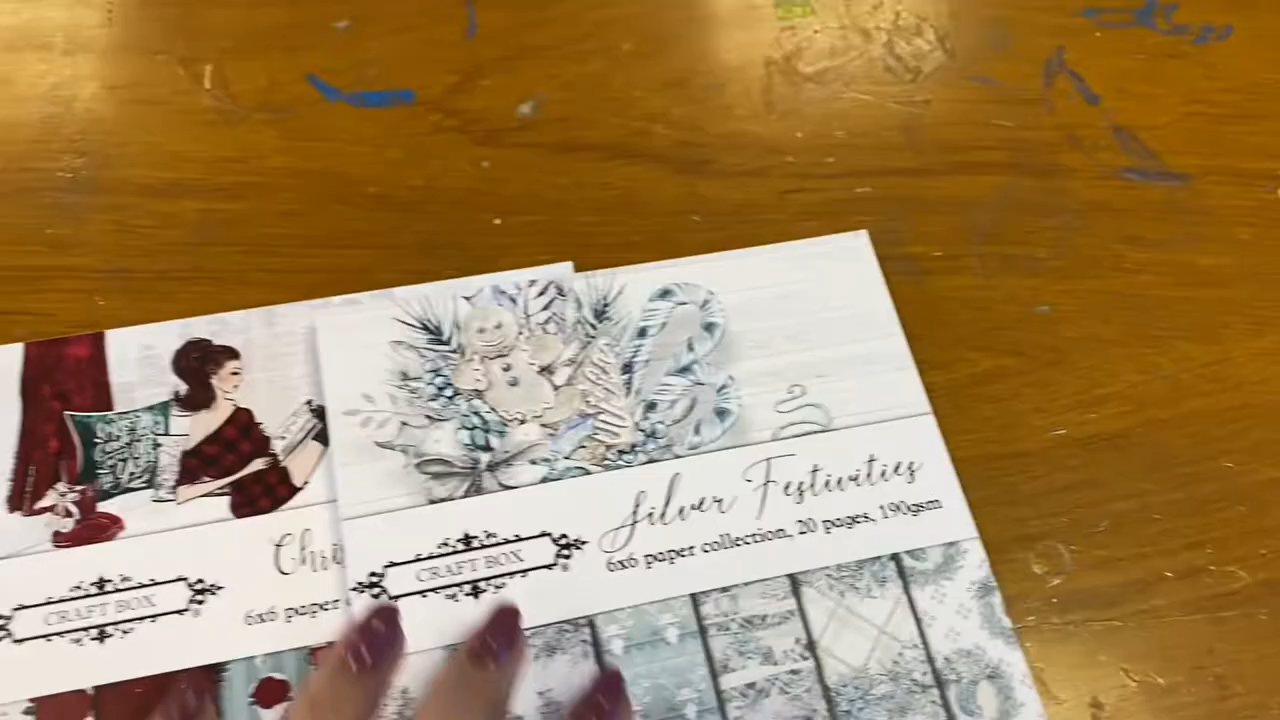 Silver Festivities
CRAFT BOX
6x6 paper collection, 20 pages, 190gsm
Chri
CRAFT BOX
6x6 paper